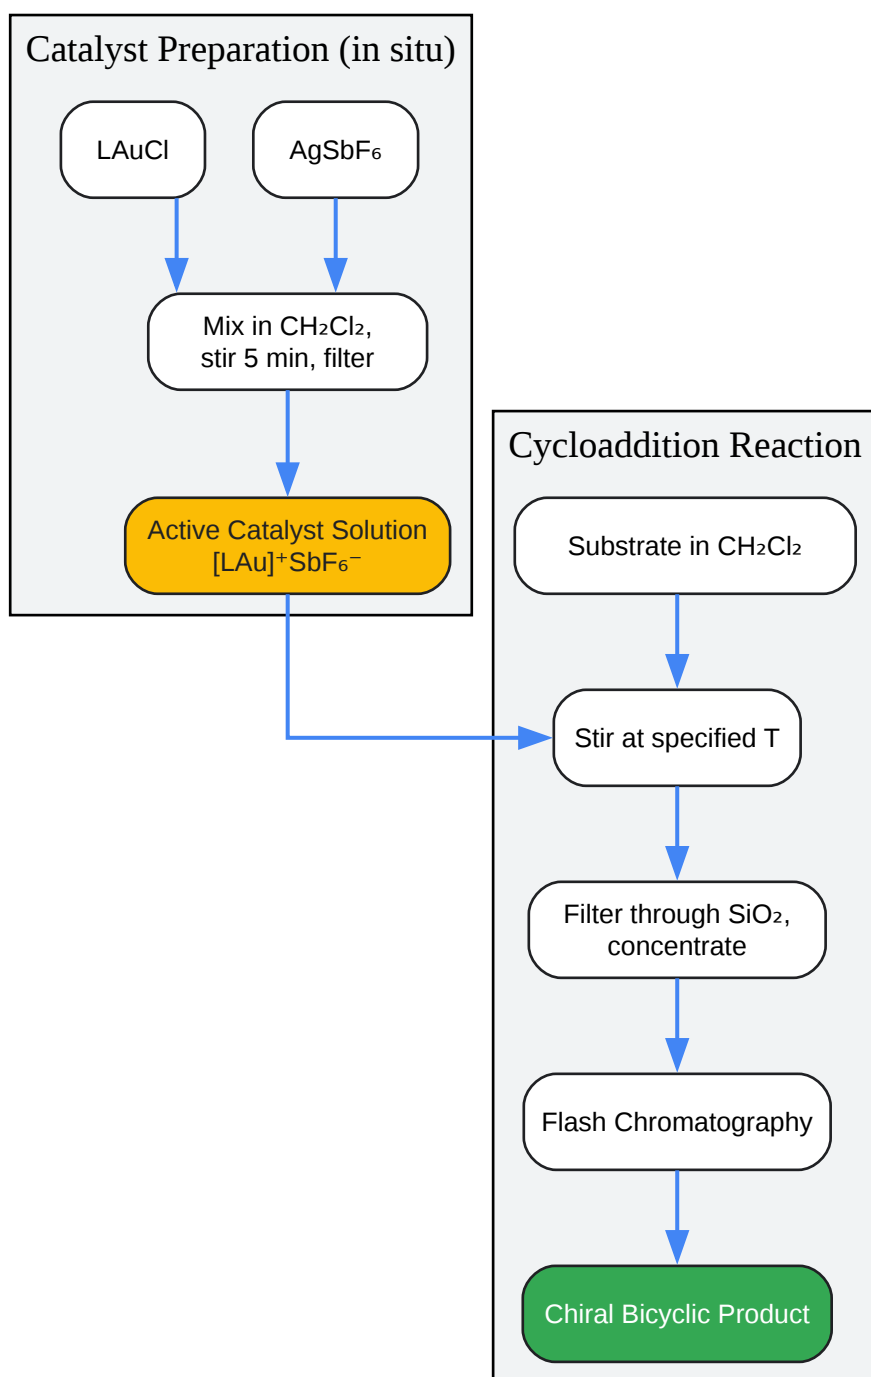 Catalyst Preparation (in situ)
LAuCl
AgSbF₆
Mix in CH₂Cl₂,
stir 5 min, filter
Active Catalyst Solution
[LAu]⁺SbF₆⁻
Cycloaddition Reaction
Substrate in CH₂Cl₂
Stir at specified T
Filter through SiO₂,
concentrate
Flash Chromatography
Chiral Bicyclic Product